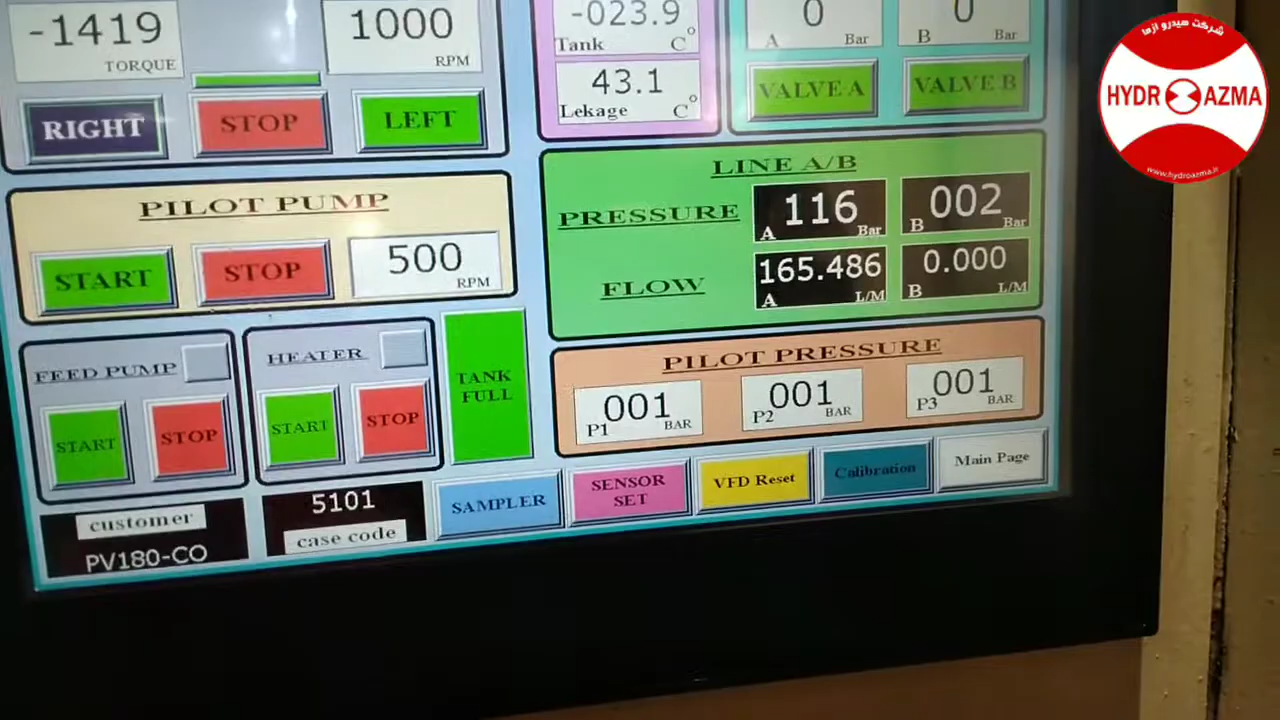 -1419
TORQUE
1000
RPM
RIGHT
STOP
LEFT
-023.9
Tank C°
43.1
Lekage C°
0
A Bar
0
B Bar
VALVE A
VALVE B
PILOT PUMP
START
STOP
500
RPM
LINE A/B
PRESSURE
116
A Bar
002
B Bar
FLOW
165.486
A L/M
0.000
B L/M
FEED PUMP
START
STOP
HEATER
START
STOP
TANK
FULL
PILOT PRESSURE
001
P1 BAR
001
P2 BAR
001
P3 BAR
customer
PV180-CO
5101
case code
SAMPLER
SENSOR
SET
VFD Reset
Calibration
Main Page
شرکت هیدرو آزما
HYDRO AZMA
www.hydroazma.ir